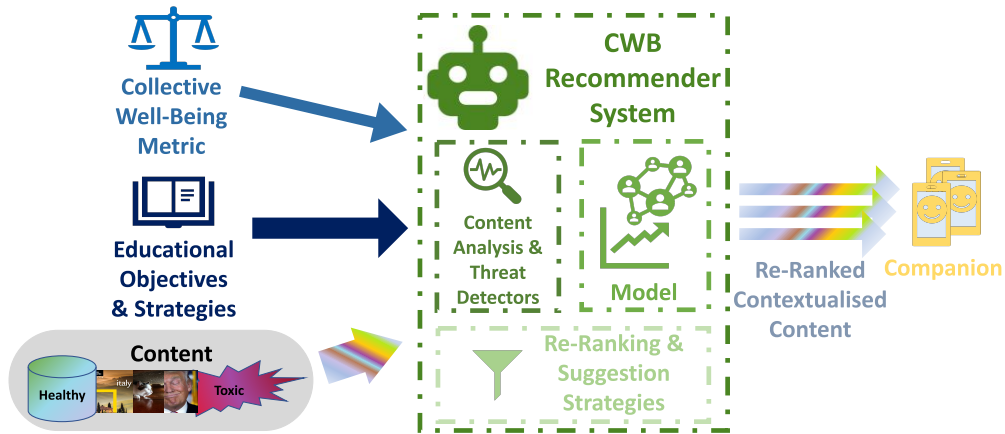 Collective
Well-Being
Metric
Educational
Objectives
& Strategies
Content
Healthy
italy
Toxic
CWB
Recommender
System
Content
Analysis &
Threat
Detectors
Model
Re-Ranking &
Suggestion
Strategies
Re-Ranked
Contextualised
Content
Companion